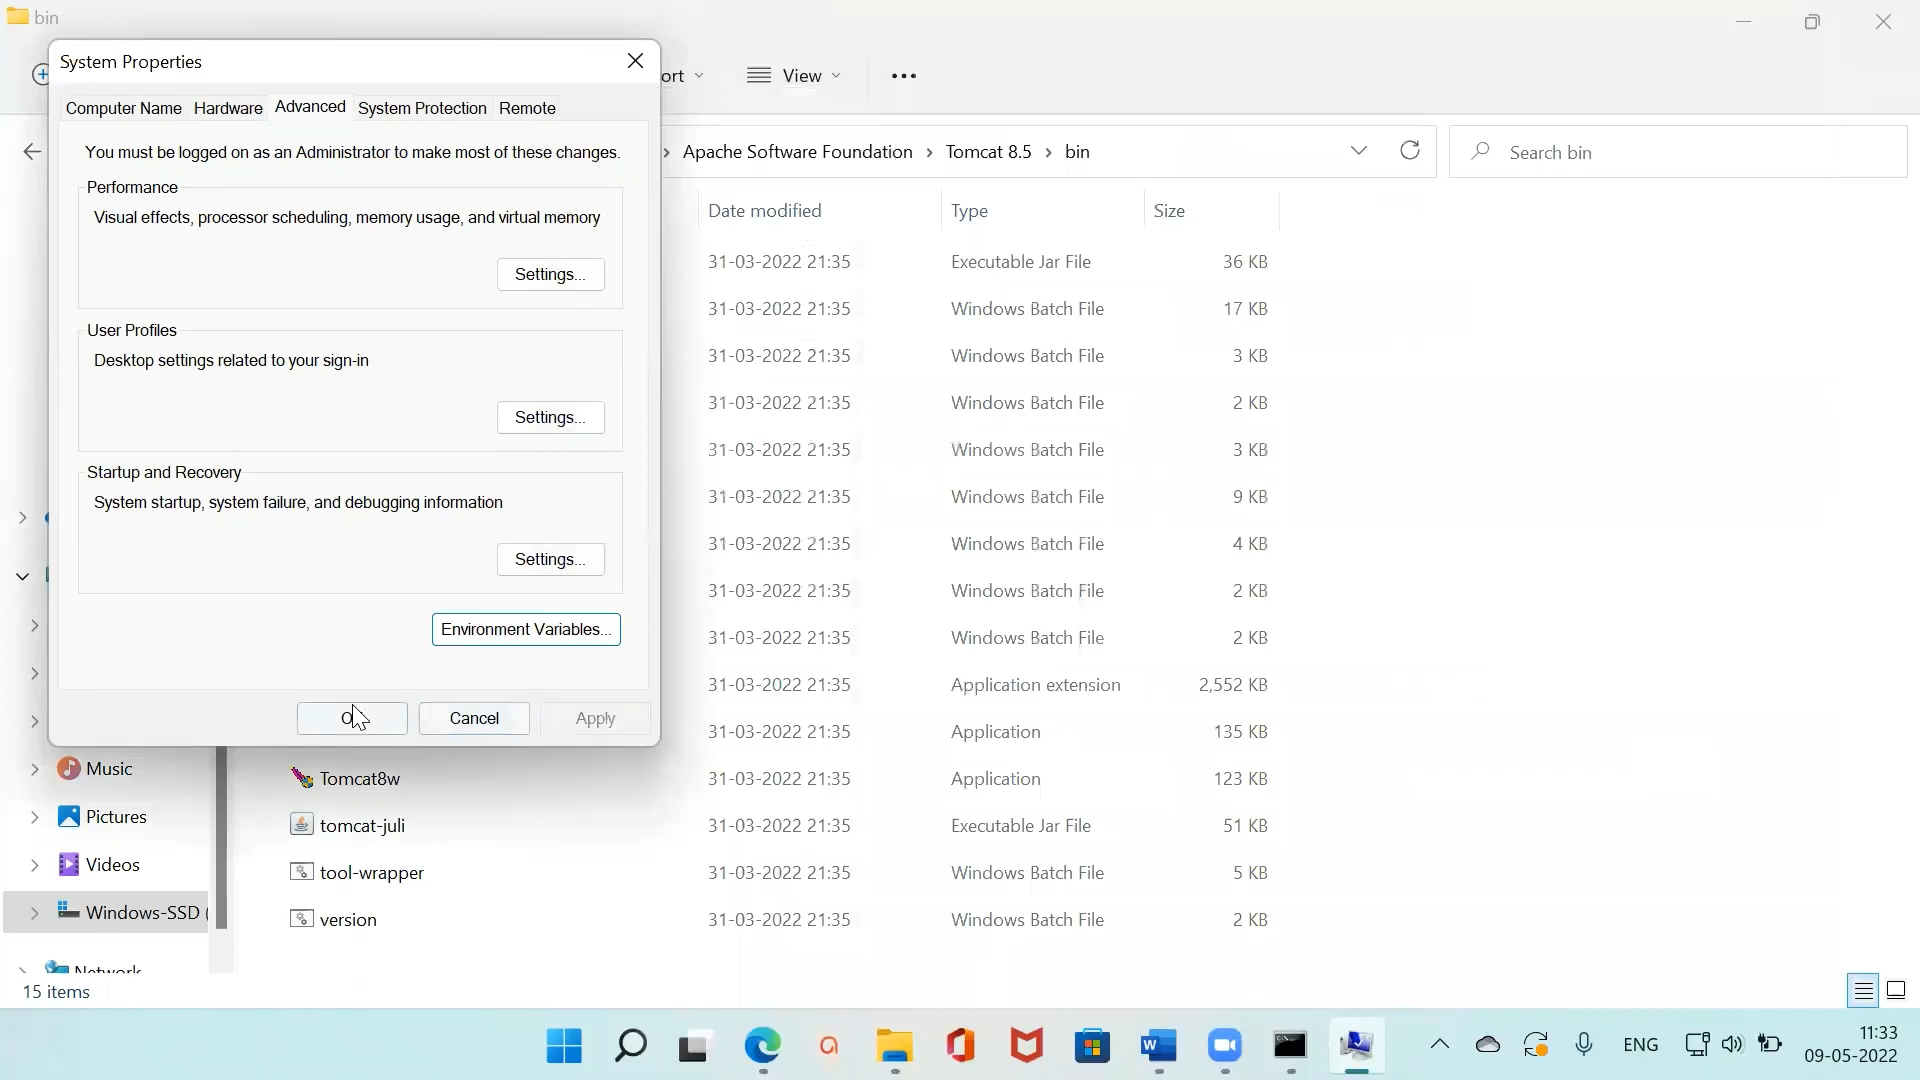 bin
System Properties
ort
View
Computer Name Hardware Advanced System Protection Remote
You must be logged on as an Administrator to make most of these changes.
Performance
Visual effects, processor scheduling, memory usage, and virtual memory
Settings...
User Profiles
Desktop settings related to your sign-in
Settings...
Startup and Recovery
System startup, system failure, and debugging information
Settings...
Environment Variables...
Cancel Apply
Apache Software Foundation > Tomcat 8.5 > bin
Search bin
Date modified Type Size
31-03-2022 21:35 Executable Jar File 36 KB
31-03-2022 21:35 Windows Batch File 17 KB
31-03-2022 21:35 Windows Batch File 3 KB
31-03-2022 21:35 Windows Batch File 2 KB
31-03-2022 21:35 Windows Batch File 3 KB
31-03-2022 21:35 Windows Batch File 9 KB
31-03-2022 21:35 Windows Batch File 4 KB
31-03-2022 21:35 Windows Batch File 2 KB
31-03-2022 21:35 Windows Batch File 2 KB
31-03-2022 21:35 Application extension 2,552 KB
31-03-2022 21:35 Application 135 KB
Tomcat8w 31-03-2022 21:35 Application 123 KB
tomcat-juli 31-03-2022 21:35 Executable Jar File 51 KB
tool-wrapper 31-03-2022 21:35 Windows Batch File 5 KB
version 31-03-2022 21:35 Windows Batch File 2 KB
Music
Pictures
Videos
Windows-SSD (
Network
15 items
ENG
11:33
09-05-2022